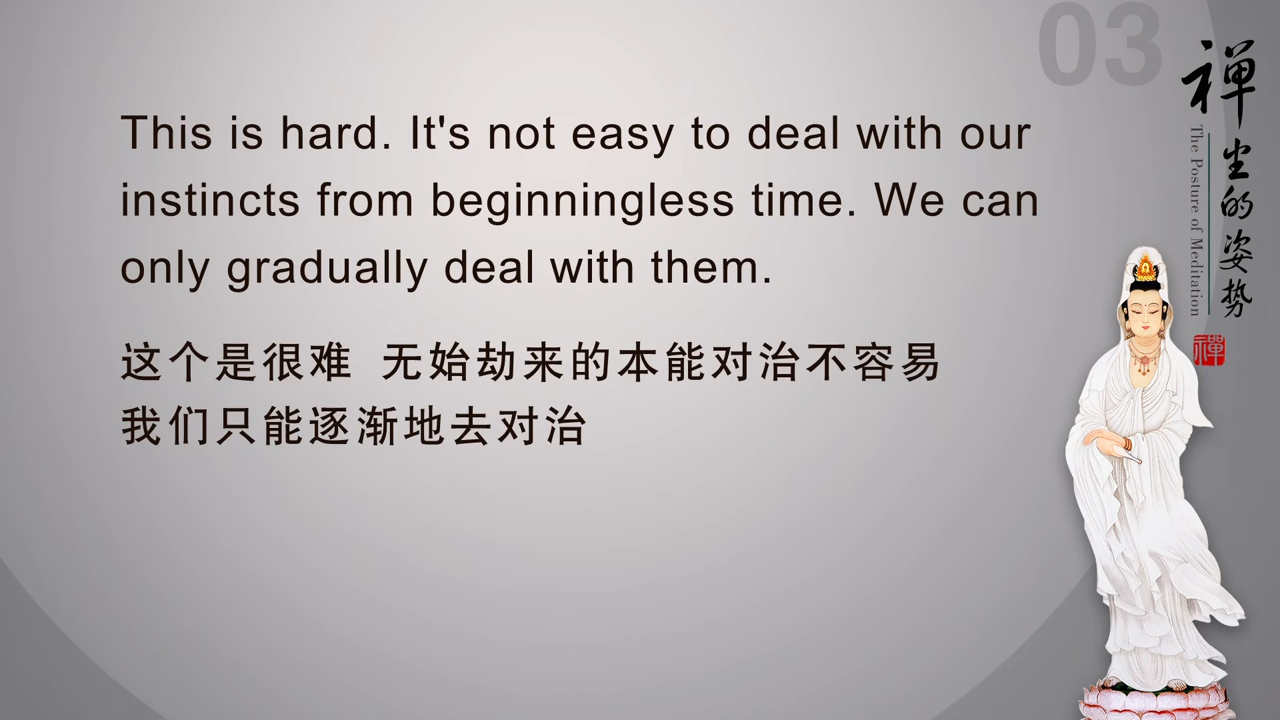 03
This is hard. It's not easy to deal with our
instincts from beginningless time. We can
only gradually deal with them.
这个是很难 无始劫来的本能对治不容易
我们只能逐渐地去对治
禅坐的姿势
The Posture of Meditation
禪